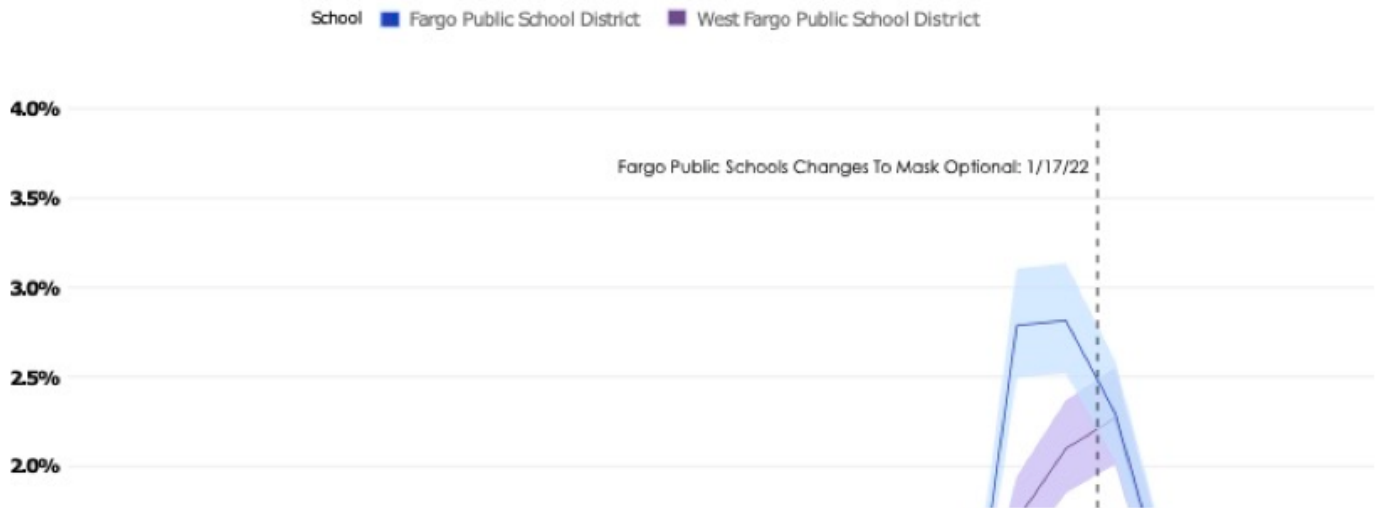 School Fargo Public School District West Fargo Public School District
4.0%
Fargo Public Schools Changes To Mask Optional: 1/17/22
3.5%
3.0%
2.5%
2.0%